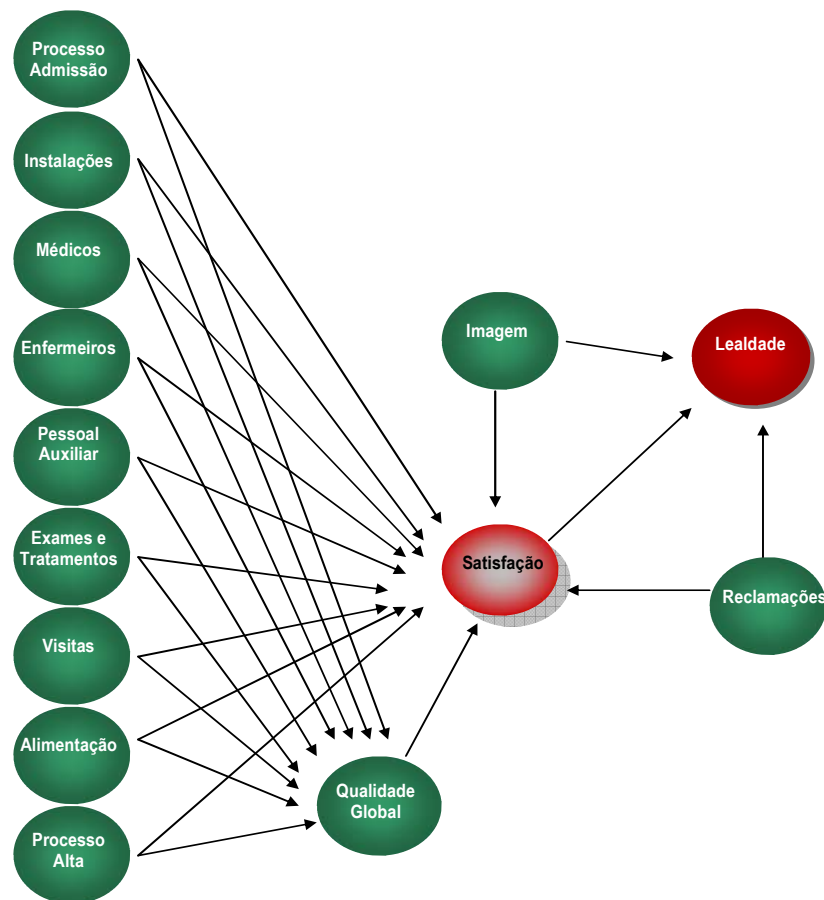 Processo
Admissão
Instalações
Médicos
Enfermeiros
Pessoal
Auxiliar
Exames e
Tratamentos
Visitas
Alimentação
Processo
Alta
Imagem
Lealdade
Satisfação
Reclamações
Qualidade
Global